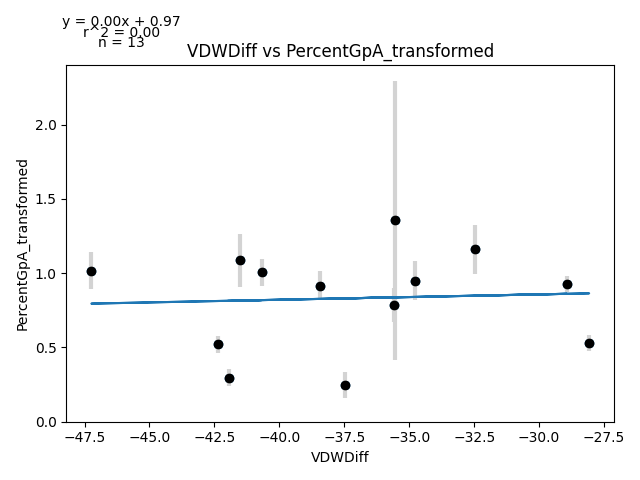 y = 0.00x + 0.97
r^2 = 0.00
n = 13
VDWDiff vs PercentGpA_transformed
PercentGpA_transformed
2.0
1.5
1.0
0.5
0.0
−47.5 −45.0 −42.5 −40.0 −37.5 −35.0 −32.5 −30.0 −27.5
VDWDiff